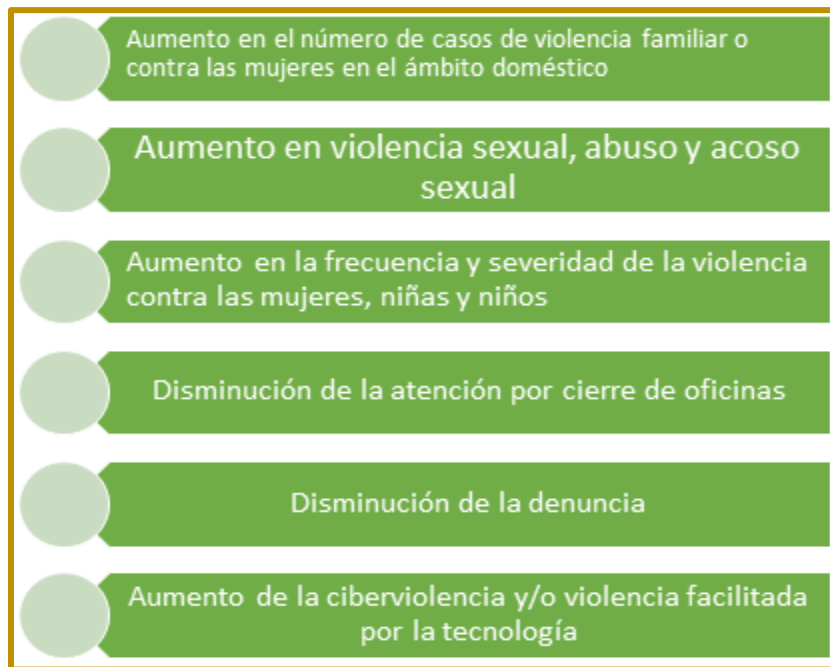 Aumento en el número de casos de violencia familiar o
contra las mujeres en el ámbito doméstico
Aumento en violencia sexual, abuso y acoso
sexual
Aumento en la frecuencia y severidad de la violencia
contra las mujeres, niñas y niños
Disminución de la atención por cierre de oficinas
Disminución de la denuncia
Aumento de la ciberviolencia y/o violencia facilitada
por la tecnología